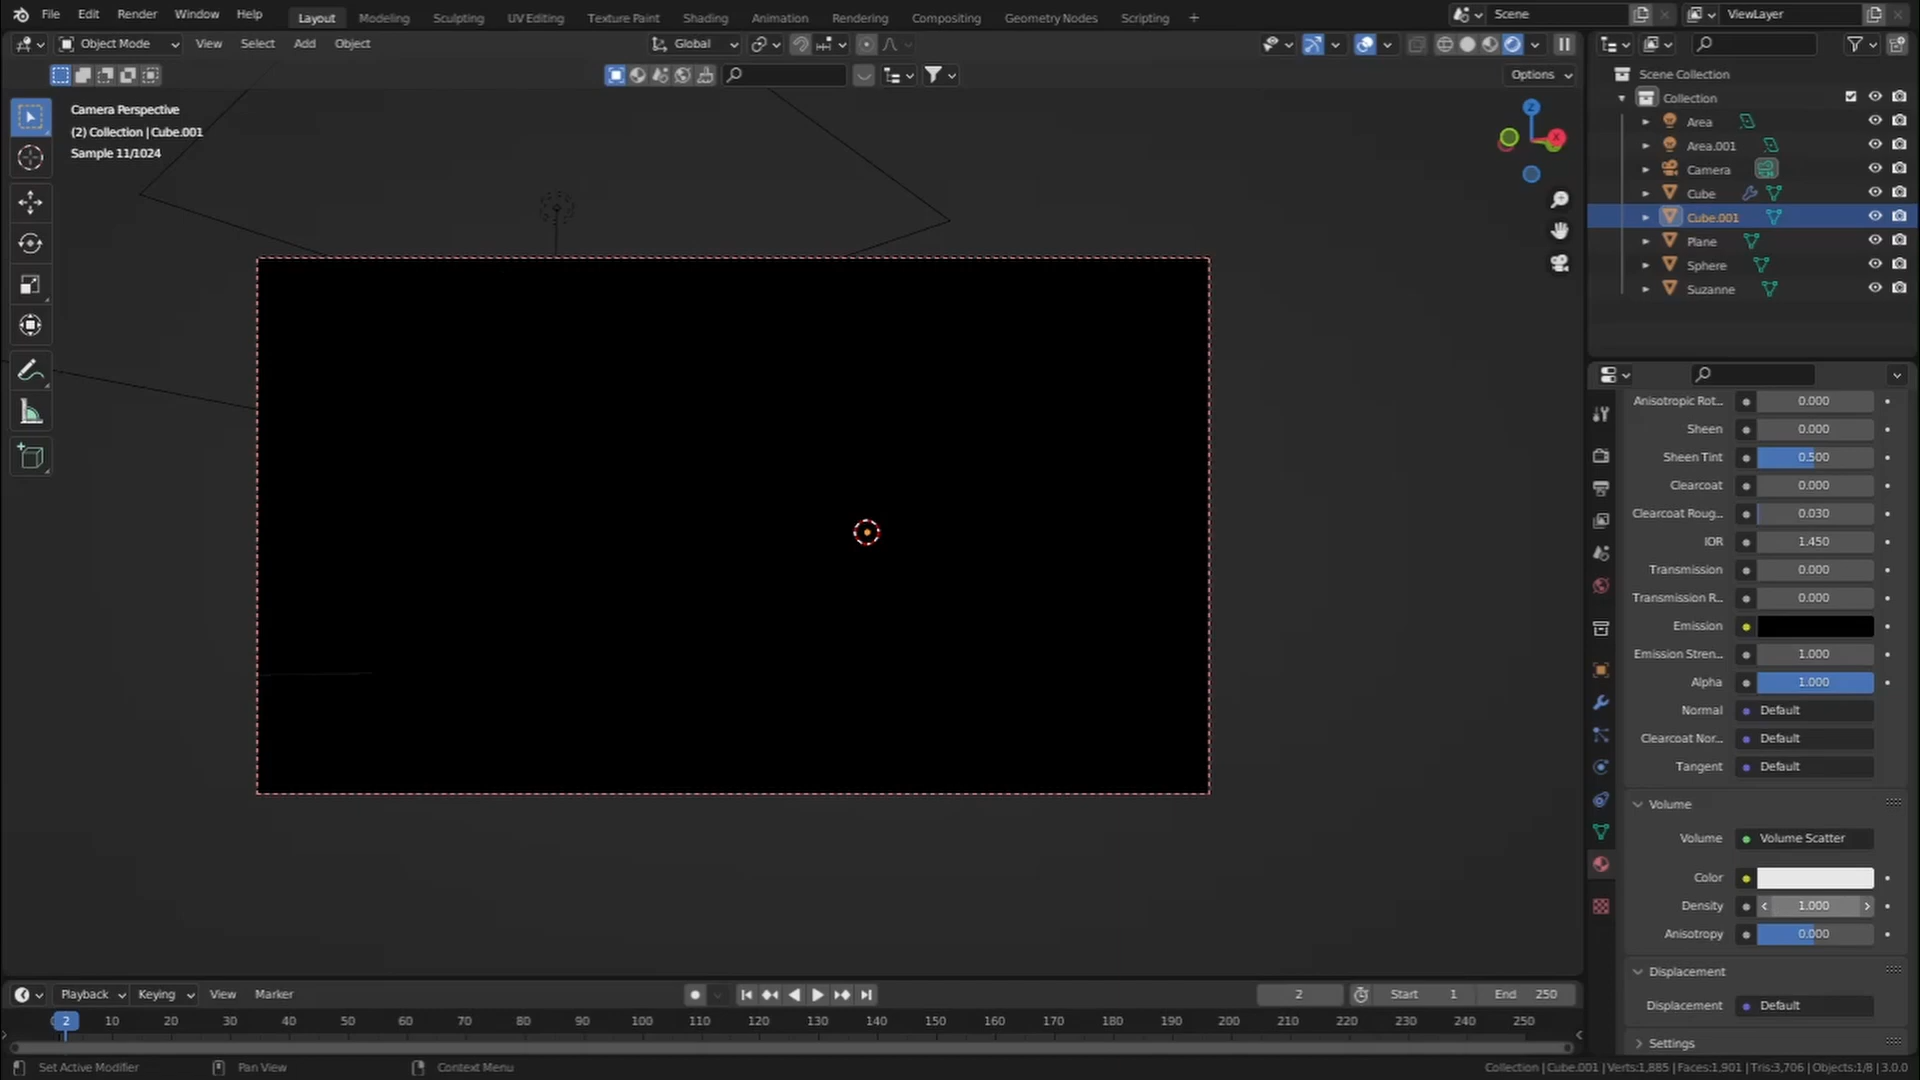 File Edit Render Window Help Layout Modeling Sculpting UV Editing Texture Paint Shading Animation Rendering Compositing Geometry Nodes Scripting + Scene ViewLayer
Object Mode View Select Add Object Global
Options
Camera Perspective
(2) Collection | Cube.001
Sample 11/1024
Z
X
Scene Collection
Collection
Area
Area.001
Camera
Cube
Cube.001
Plane
Sphere
Suzanne
Anisotropic Rot... 0.000
Sheen 0.000
Sheen Tint 0.500
Clearcoat 0.000
Clearcoat Roug... 0.030
IOR 1.450
Transmission 0.000
Transmission R... 0.000
Emission
Emission Stren... 1.000
Alpha 1.000
Normal Default
Clearcoat Nor... Default
Tangent Default
Volume
Volume Volume Scatter
Color
Density 1.000
Anisotropy 0.000
Displacement
Displacement Default
Settings
Playback Keying View Marker 2 Start 1 End 250
2 10 20 30 40 50 60 70 80 90 100 110 120 130 140 150 160 170 180 190 200 210 220 230 240 250
Set Active Modifier Pan View Context Menu Collection | Cube.001 | Verts:1,885 | Faces:1,901 | Tris:3,706 | Objects:1/8 | 3.0.0